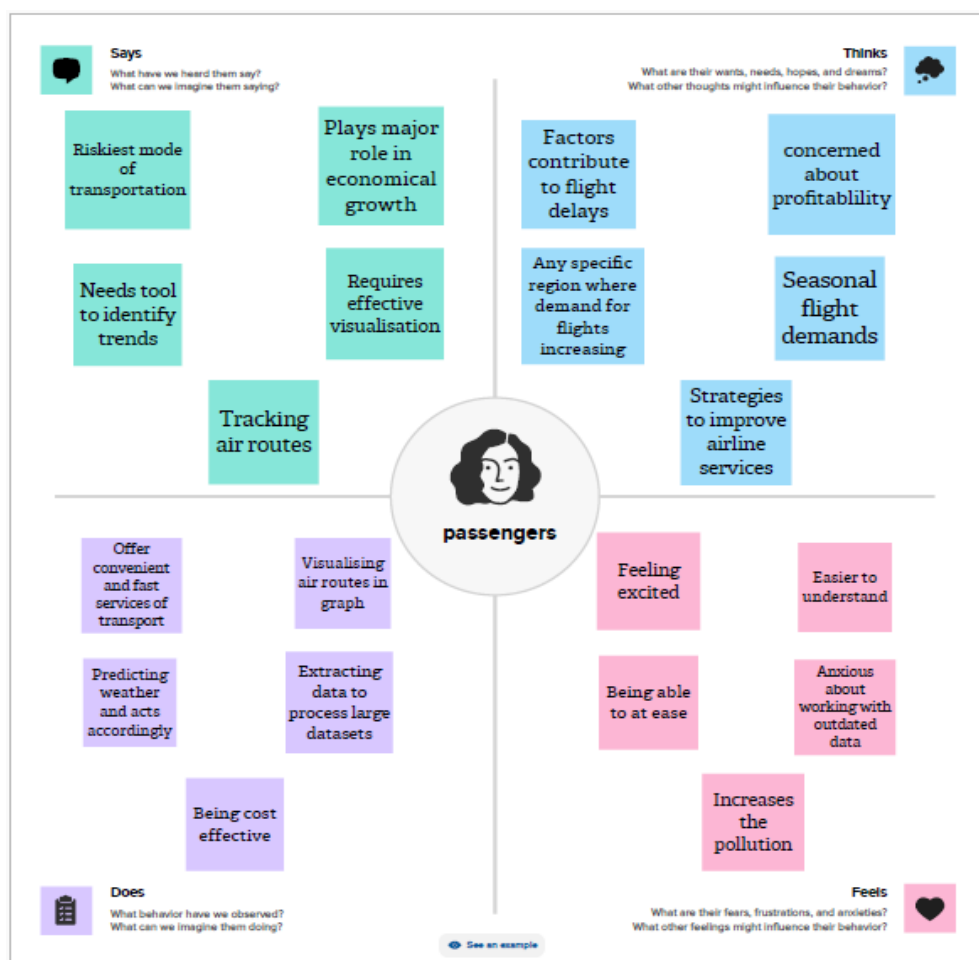 Says
What have we heard them say?
What can we imagine them saying?
Thinks
What are their wants, needs, hopes, and dreams?
What other thoughts might influence their behavior?
Riskiest mode
of
transportation
Plays major
role in
economical
growth
Needs tool
to identify
trends
Requires
effective
visualisation
Tracking
air routes
Factors
contribute
to flight
delays
concerned
about
profitablility
Any specific
region where
demand for
flights
increasing
Seasonal
flight
demands
Strategies
to improve
airline
services
passengers
Offer
convenient
and fast
services of
transport
Visualising
air routes in
graph
Predicting
weather
and acts
accordingly
Extracting
data to
process large
datasets
Being cost
effective
Feeling
excited
Easier to
understand
Being able
to at ease
Anxious
about
working with
outdated
data
Increases
the
pollution
Does
What behavior have we observed?
What can we imagine them doing?
Feels
What are their fears, frustrations, and anxieties?
What other feelings might influence their behavior?
See an example